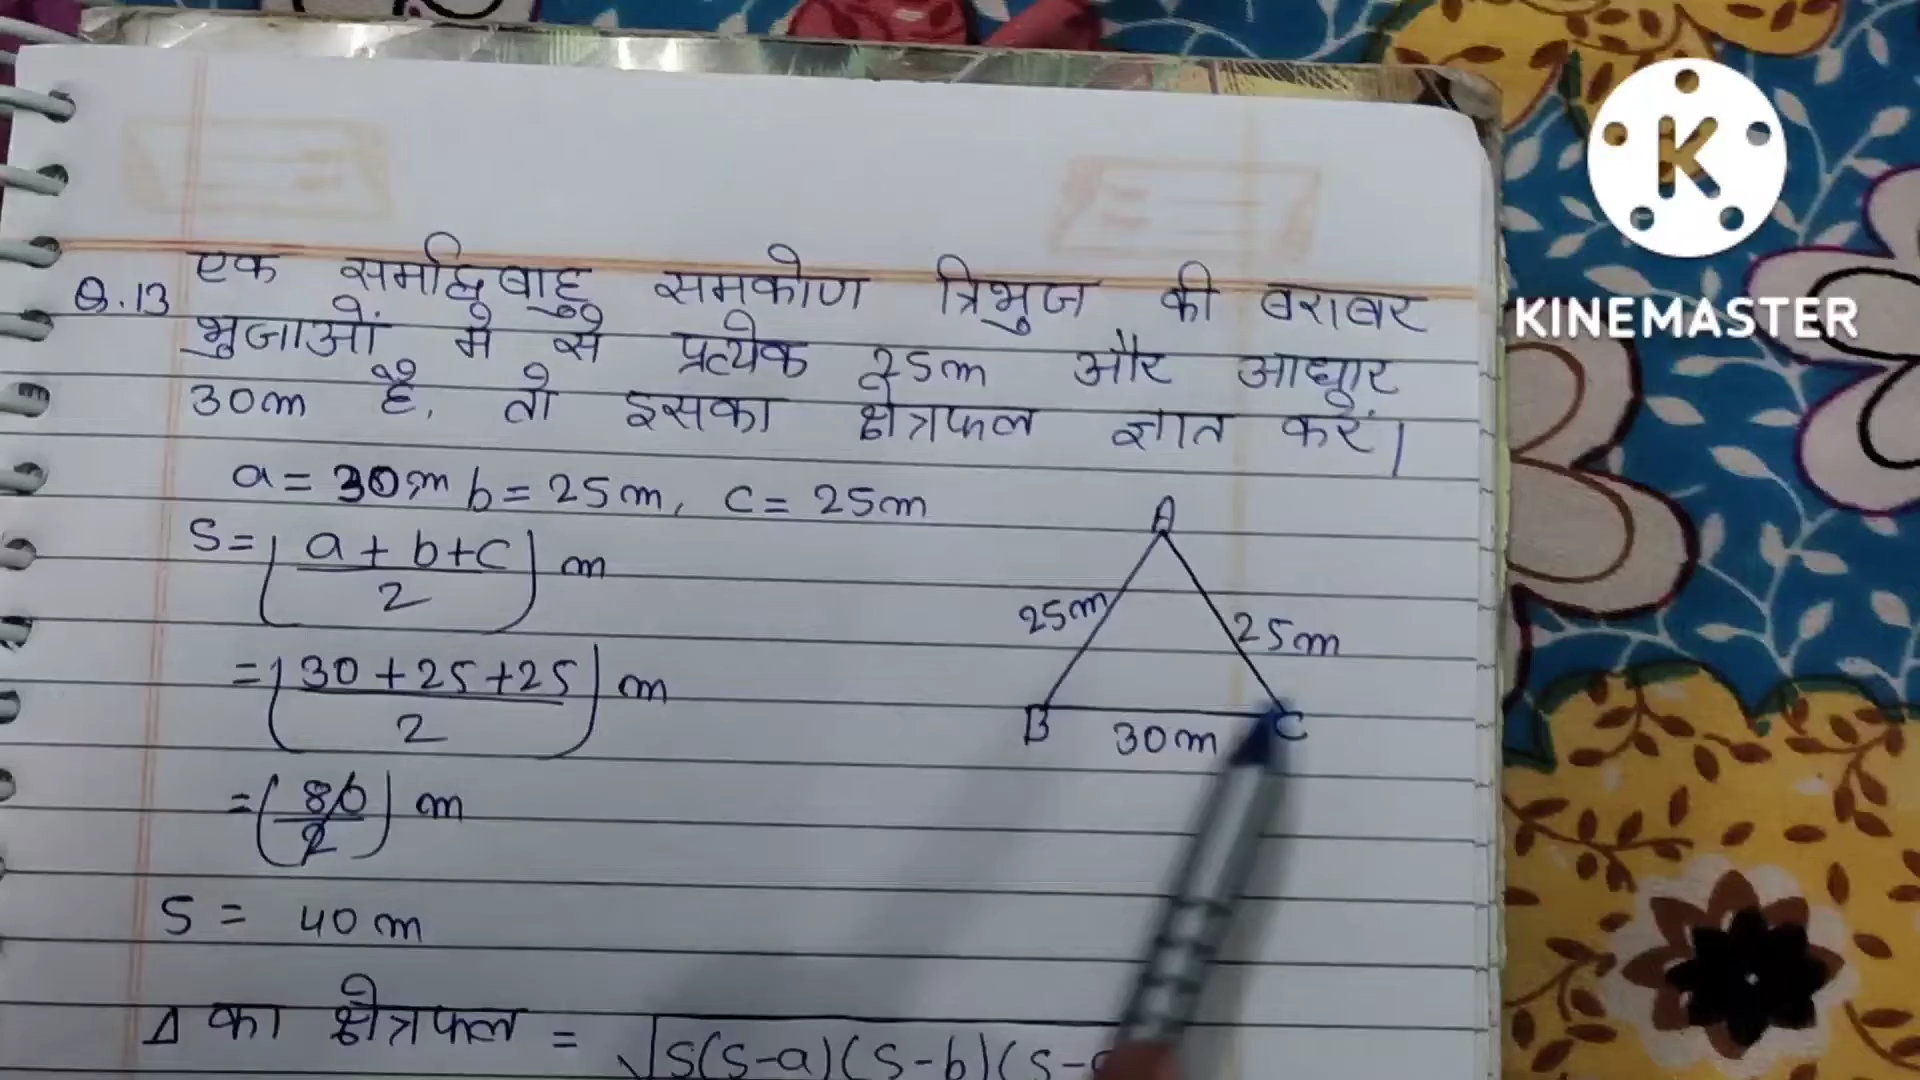 Q.13 एक समद्विबाहु समकोण त्रिभुज की बराबर
भुजाओं मे से प्रत्येक 25m और आधार
30m है, तो इसका क्षेत्रफल ज्ञात करें।
a = 30m b = 25m, c = 25m
S = (a + b + c / 2) m
= (30 + 25 + 25 / 2) m
= (80 / 2) m
S = 40 m
Δ का क्षेत्रफल = √s(s-a)(s-b)(s-
A
25m
25m
B
30m
C
K
KINEMASTER